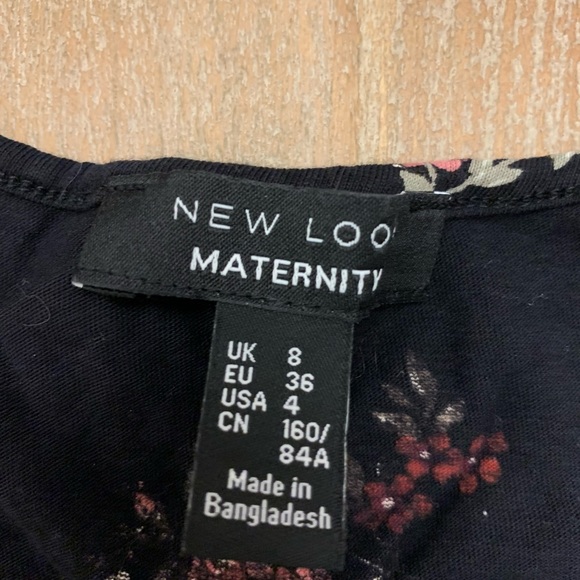 NEW LOO
MATERNITY
UK 8
EU 36
USA 4
CN 160/
84A
Made in
Bangladesh